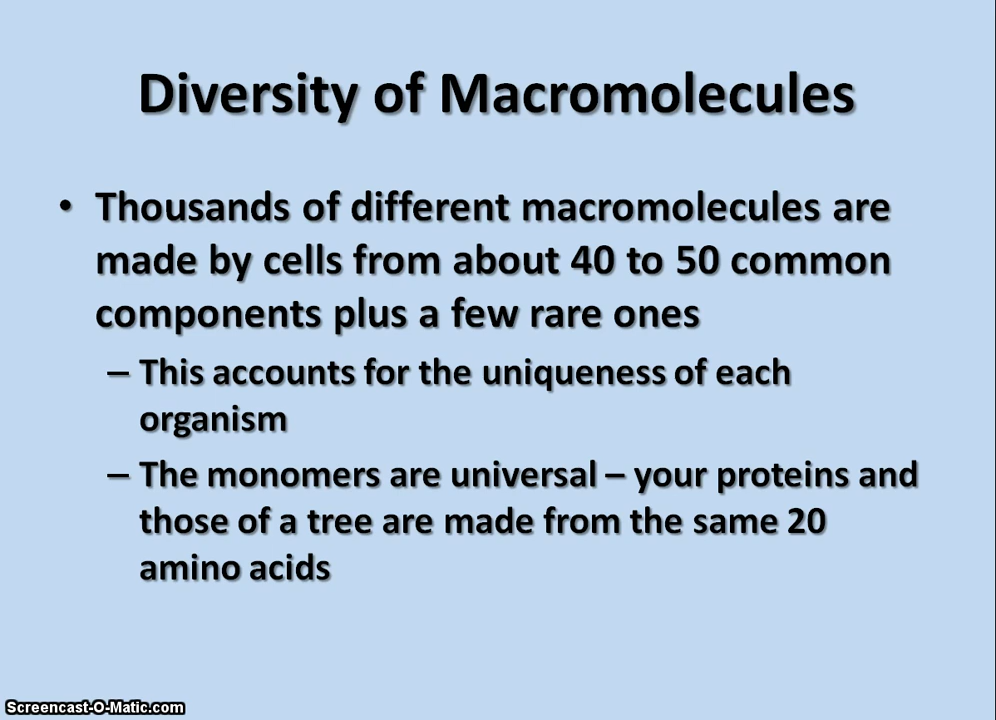 Diversity of Macromolecules
• Thousands of different macromolecules are
made by cells from about 40 to 50 common
components plus a few rare ones
– This accounts for the uniqueness of each
organism
– The monomers are universal – your proteins and
those of a tree are made from the same 20
amino acids
Screencast-O-Matic.com